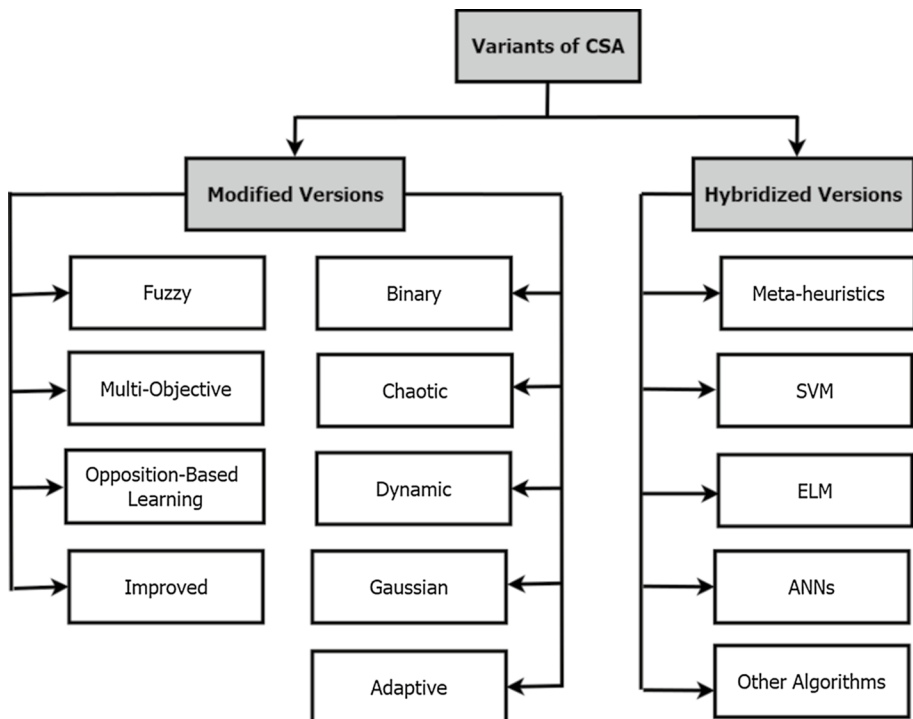 Variants of CSA
Modified Versions
Hybridized Versions
Fuzzy
Binary
Meta-heuristics
Multi-Objective
Chaotic
SVM
Opposition-Based
Learning
Dynamic
ELM
Improved
Gaussian
ANNs
Adaptive
Other Algorithms